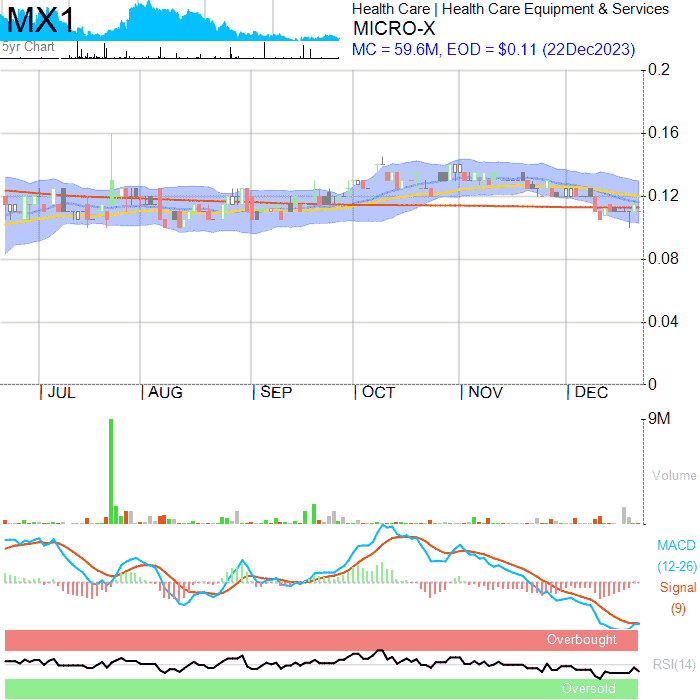 MX1
5yr Chart
Health Care | Health Care Equipment & Services
MICRO-X
MC = 59.6M, EOD = $0.11 (22Dec2023)
0.2
0.16
0.12
0.08
0.04
0
| JUL | AUG | SEP | OCT | NOV | DEC
9M
Volume
MACD
(12-26)
Signal
(9)
Overbought
RSI(14)
Oversold